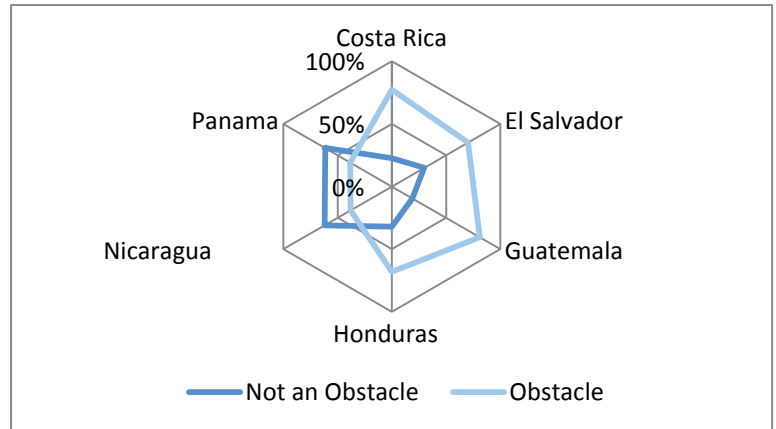 Costa Rica
100%
Panama
50%
El Salvador
0%
Nicaragua
Guatemala
Honduras
Not an Obstacle
Obstacle